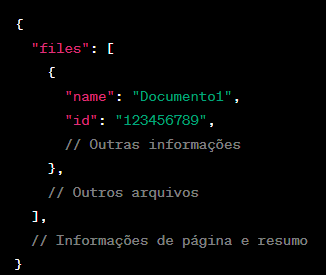 {
"files": [
{
"name": "Documento1",
"id": "123456789",
// Outras informações
},
// Outros arquivos
],
// Informações de página e resumo
}